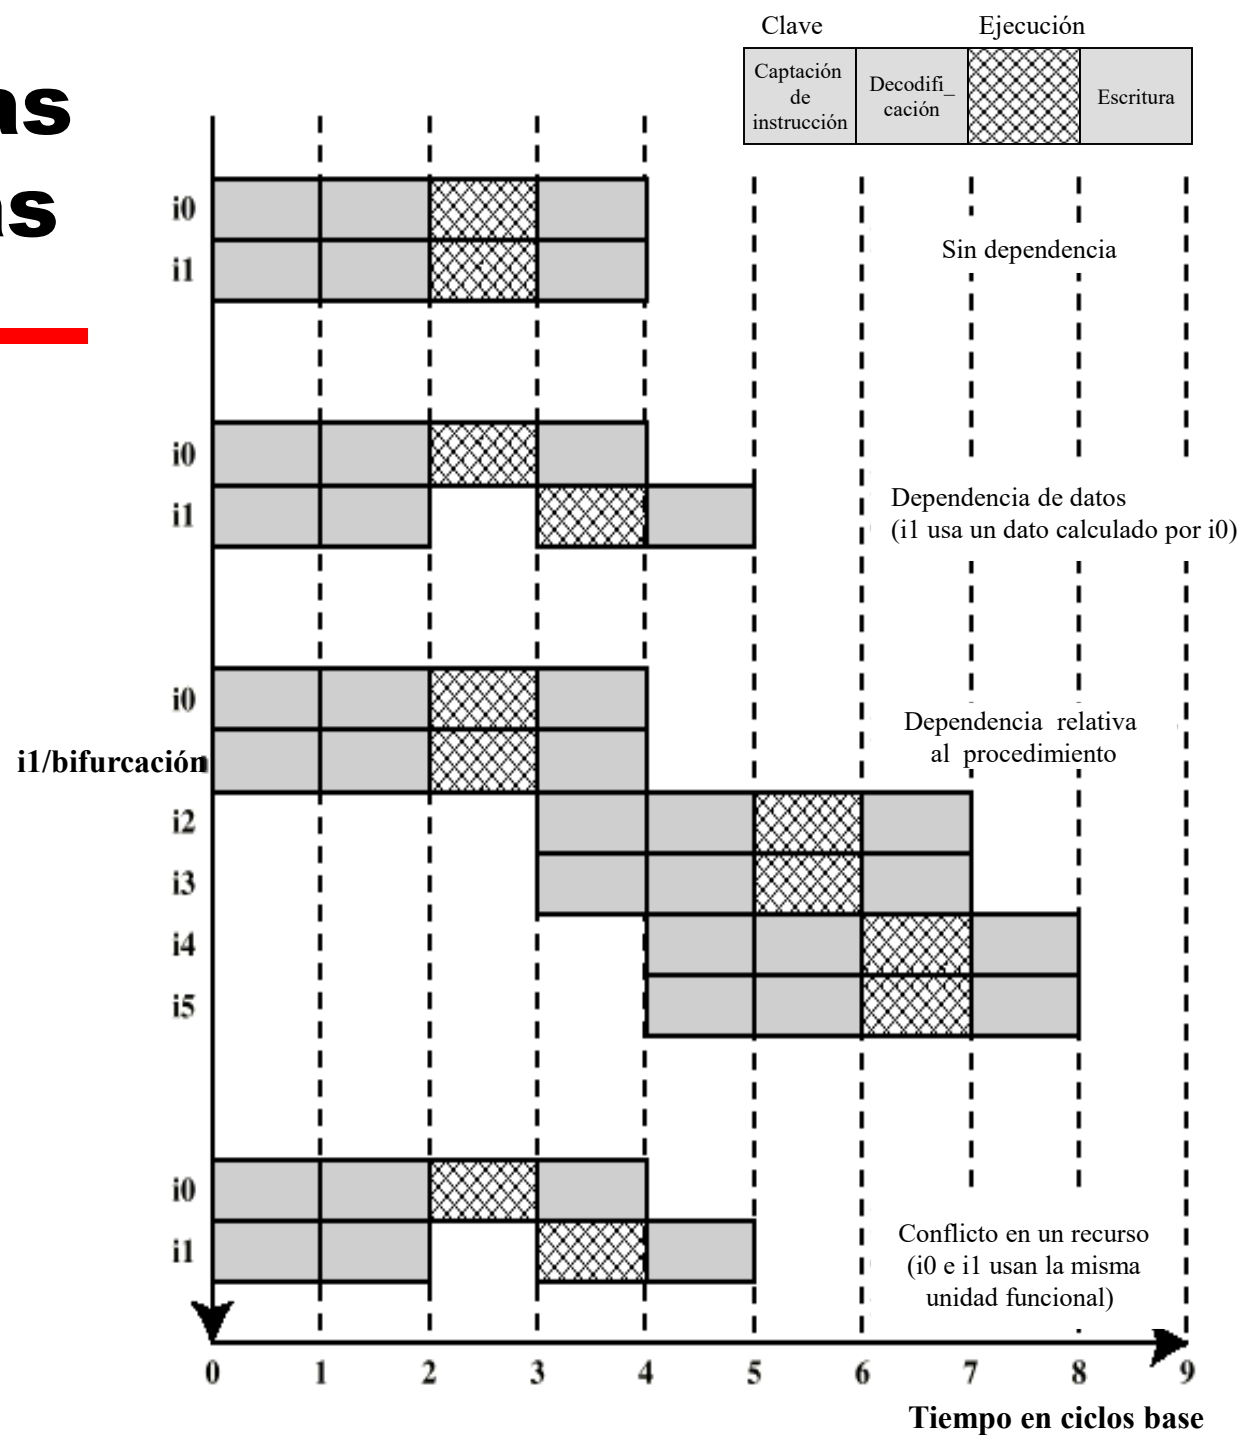 as
as
Clave
Ejecución
Captación
de
instrucción
Decodifi_
cación
Escritura
i0
i1
Sin dependencia
i0
i1
Dependencia de datos
(i1 usa un dato calculado por i0)
i0
i1/bifurcación
i2
i3
i4
i5
Dependencia relativa
al procedimiento
i0
i1
Conflicto en un recurso
(i0 e i1 usan la misma
unidad funcional)
0 1 2 3 4 5 6 7 8 9
Tiempo en ciclos base